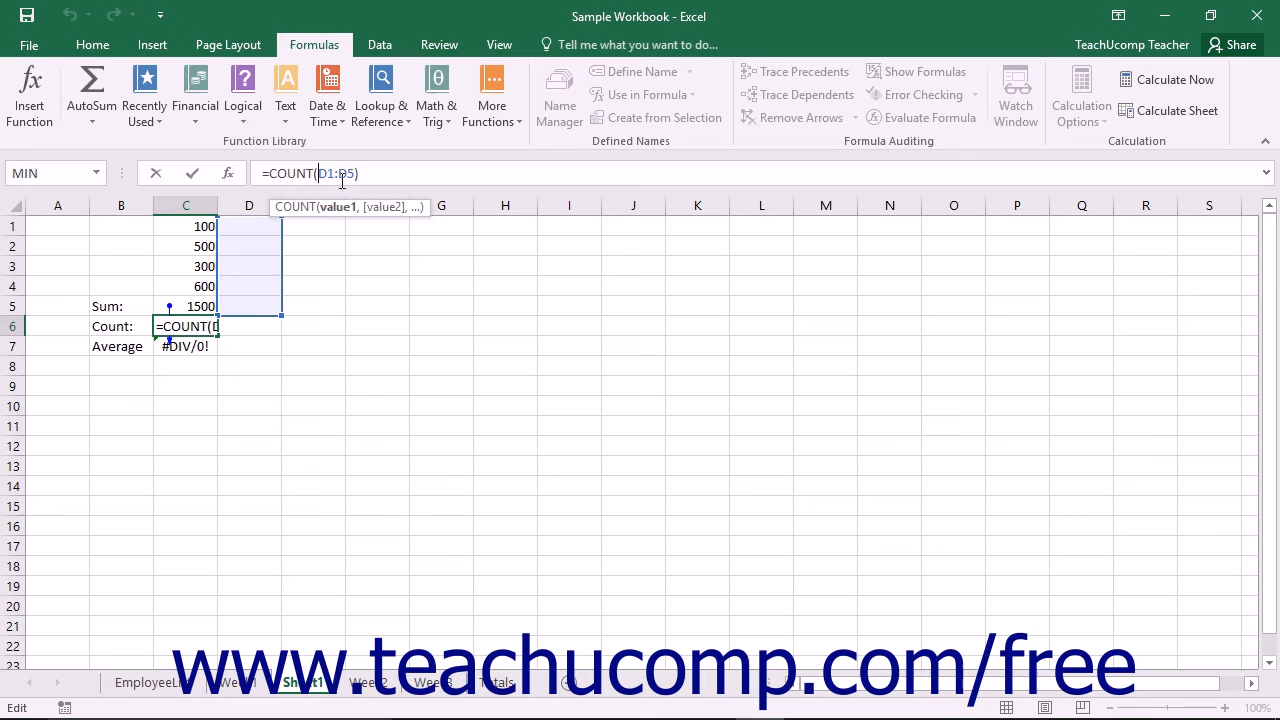 Sample Workbook - Excel
File Home Insert Page Layout Formulas Data Review View Tell me what you want to do... TeachUcomp Teacher Share
fx Insert Function
Σ AutoSum
Recently Used
Financial
Logical
A Text
Date & Time
Lookup & Reference
θ Math & Trig
More Functions
Function Library
Name Manager
Define Name
Use in Formula
Create from Selection
Defined Names
Trace Precedents
Trace Dependents
Remove Arrows
Show Formulas
Error Checking
Evaluate Formula
Watch Window
Formula Auditing
Calculation Options
Calculate Now
Calculate Sheet
Calculation
MIN fx =COUNT(D1:D5)
COUNT(value1, [value2], ...)
A B C D G H I J K L M N O P Q R S
1 100
2 500
3 300
4 600
5 Sum: 1500
6 Count: =COUNT(D
7 Average #DIV/0!
8
9
10
11
12
13
14
15
16
17
18
19
20
21
22
23
www.teachucomp.com/free
Sheet1 Totals
Edit 100%